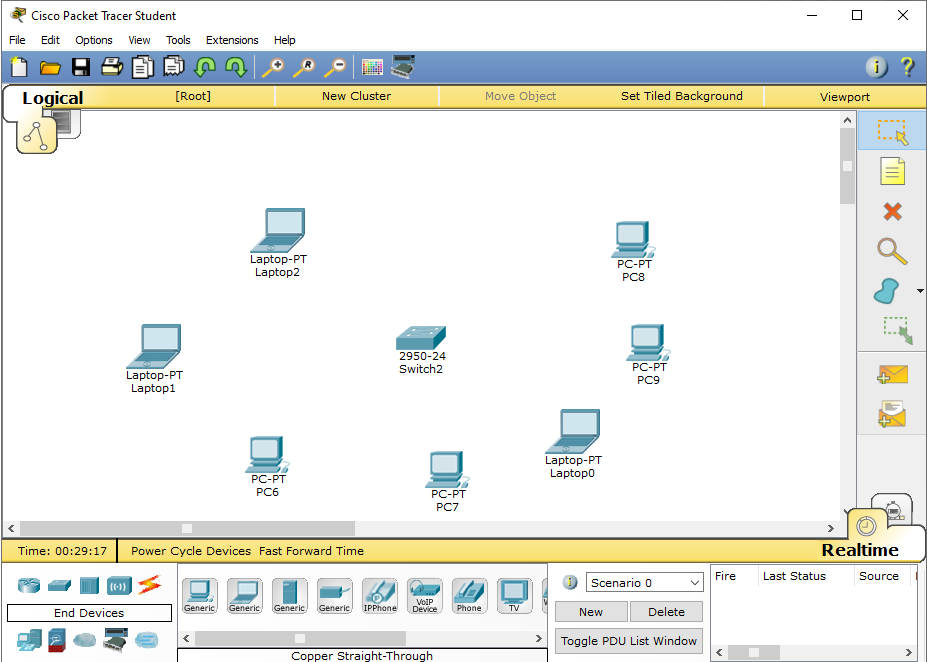 Cisco Packet Tracer Student
File Edit Options View Tools Extensions Help
R
i ?
Logical [Root] New Cluster Move Object Set Tiled Background Viewport
Laptop-PT
Laptop2
PC-PT
PC8
2950-24
Switch2
Laptop-PT
Laptop1
PC-PT
PC9
Laptop-PT
Laptop0
PC-PT
PC6
PC-PT
PC7
Time: 00:29:17 Power Cycle Devices Fast Forward Time Realtime
End Devices
Generic Generic Generic Generic IPPhone VoIP Device Phone TV
Copper Straight-Through
i Scenario 0
New Delete
Toggle PDU List Window
Fire Last Status Source